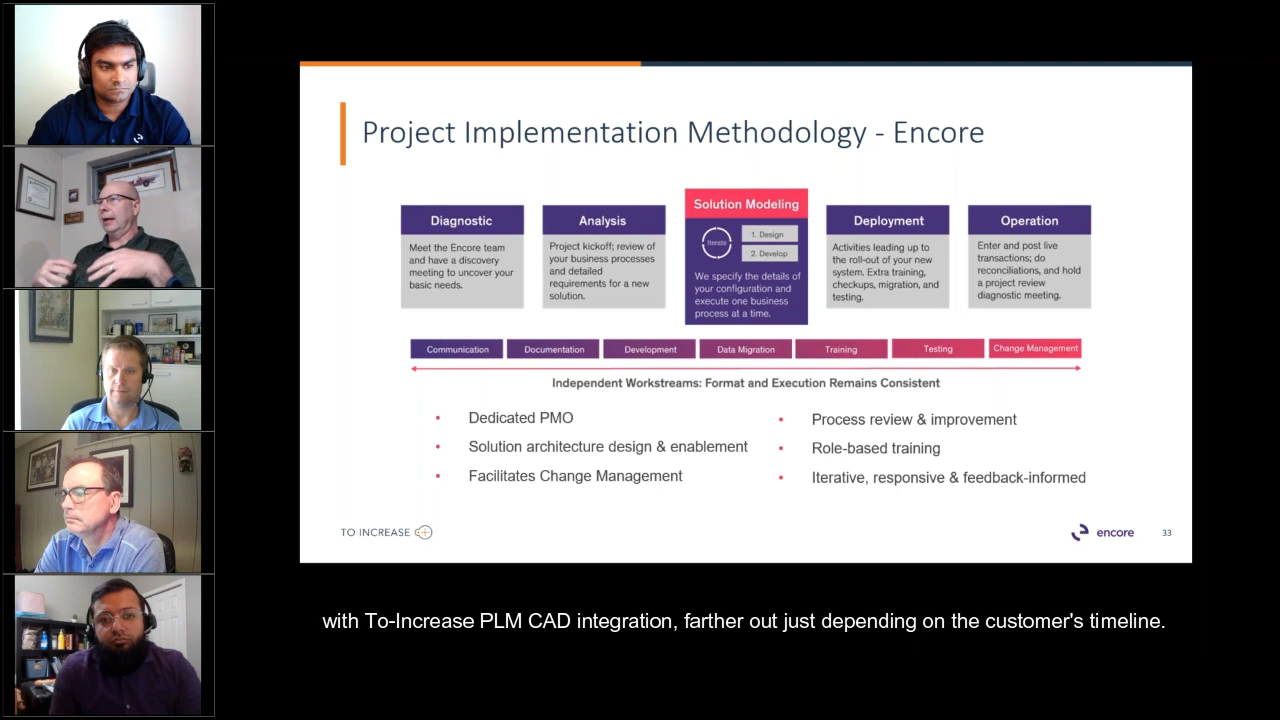 Project Implementation Methodology - Encore
Diagnostic
Meet the Encore team
and have a discovery
meeting to uncover your
basic needs.
Analysis
Project kickoff; review of
your business processes
and detailed
requirements for a new
solution.
Solution Modeling
Iterate
1. Design
2. Develop
We specify the details of
your configuration and
execute one business
process at a time.
Deployment
Activities leading up to
the roll-out of your new
system. Extra training,
checkups, migration, and
testing.
Operation
Enter and post live
transactions; do
reconciliations, and hold
a project review
diagnostic meeting.
Communication
Documentation
Development
Data Migration
Training
Testing
Change Management
Independent Workstreams: Format and Execution Remains Consistent
• Dedicated PMO
• Solution architecture design & enablement
• Facilitates Change Management
• Process review & improvement
• Role-based training
• Iterative, responsive & feedback-informed
TO INCREASE
encore
33
with To-Increase PLM CAD integration, farther out just depending on the customer's timeline.